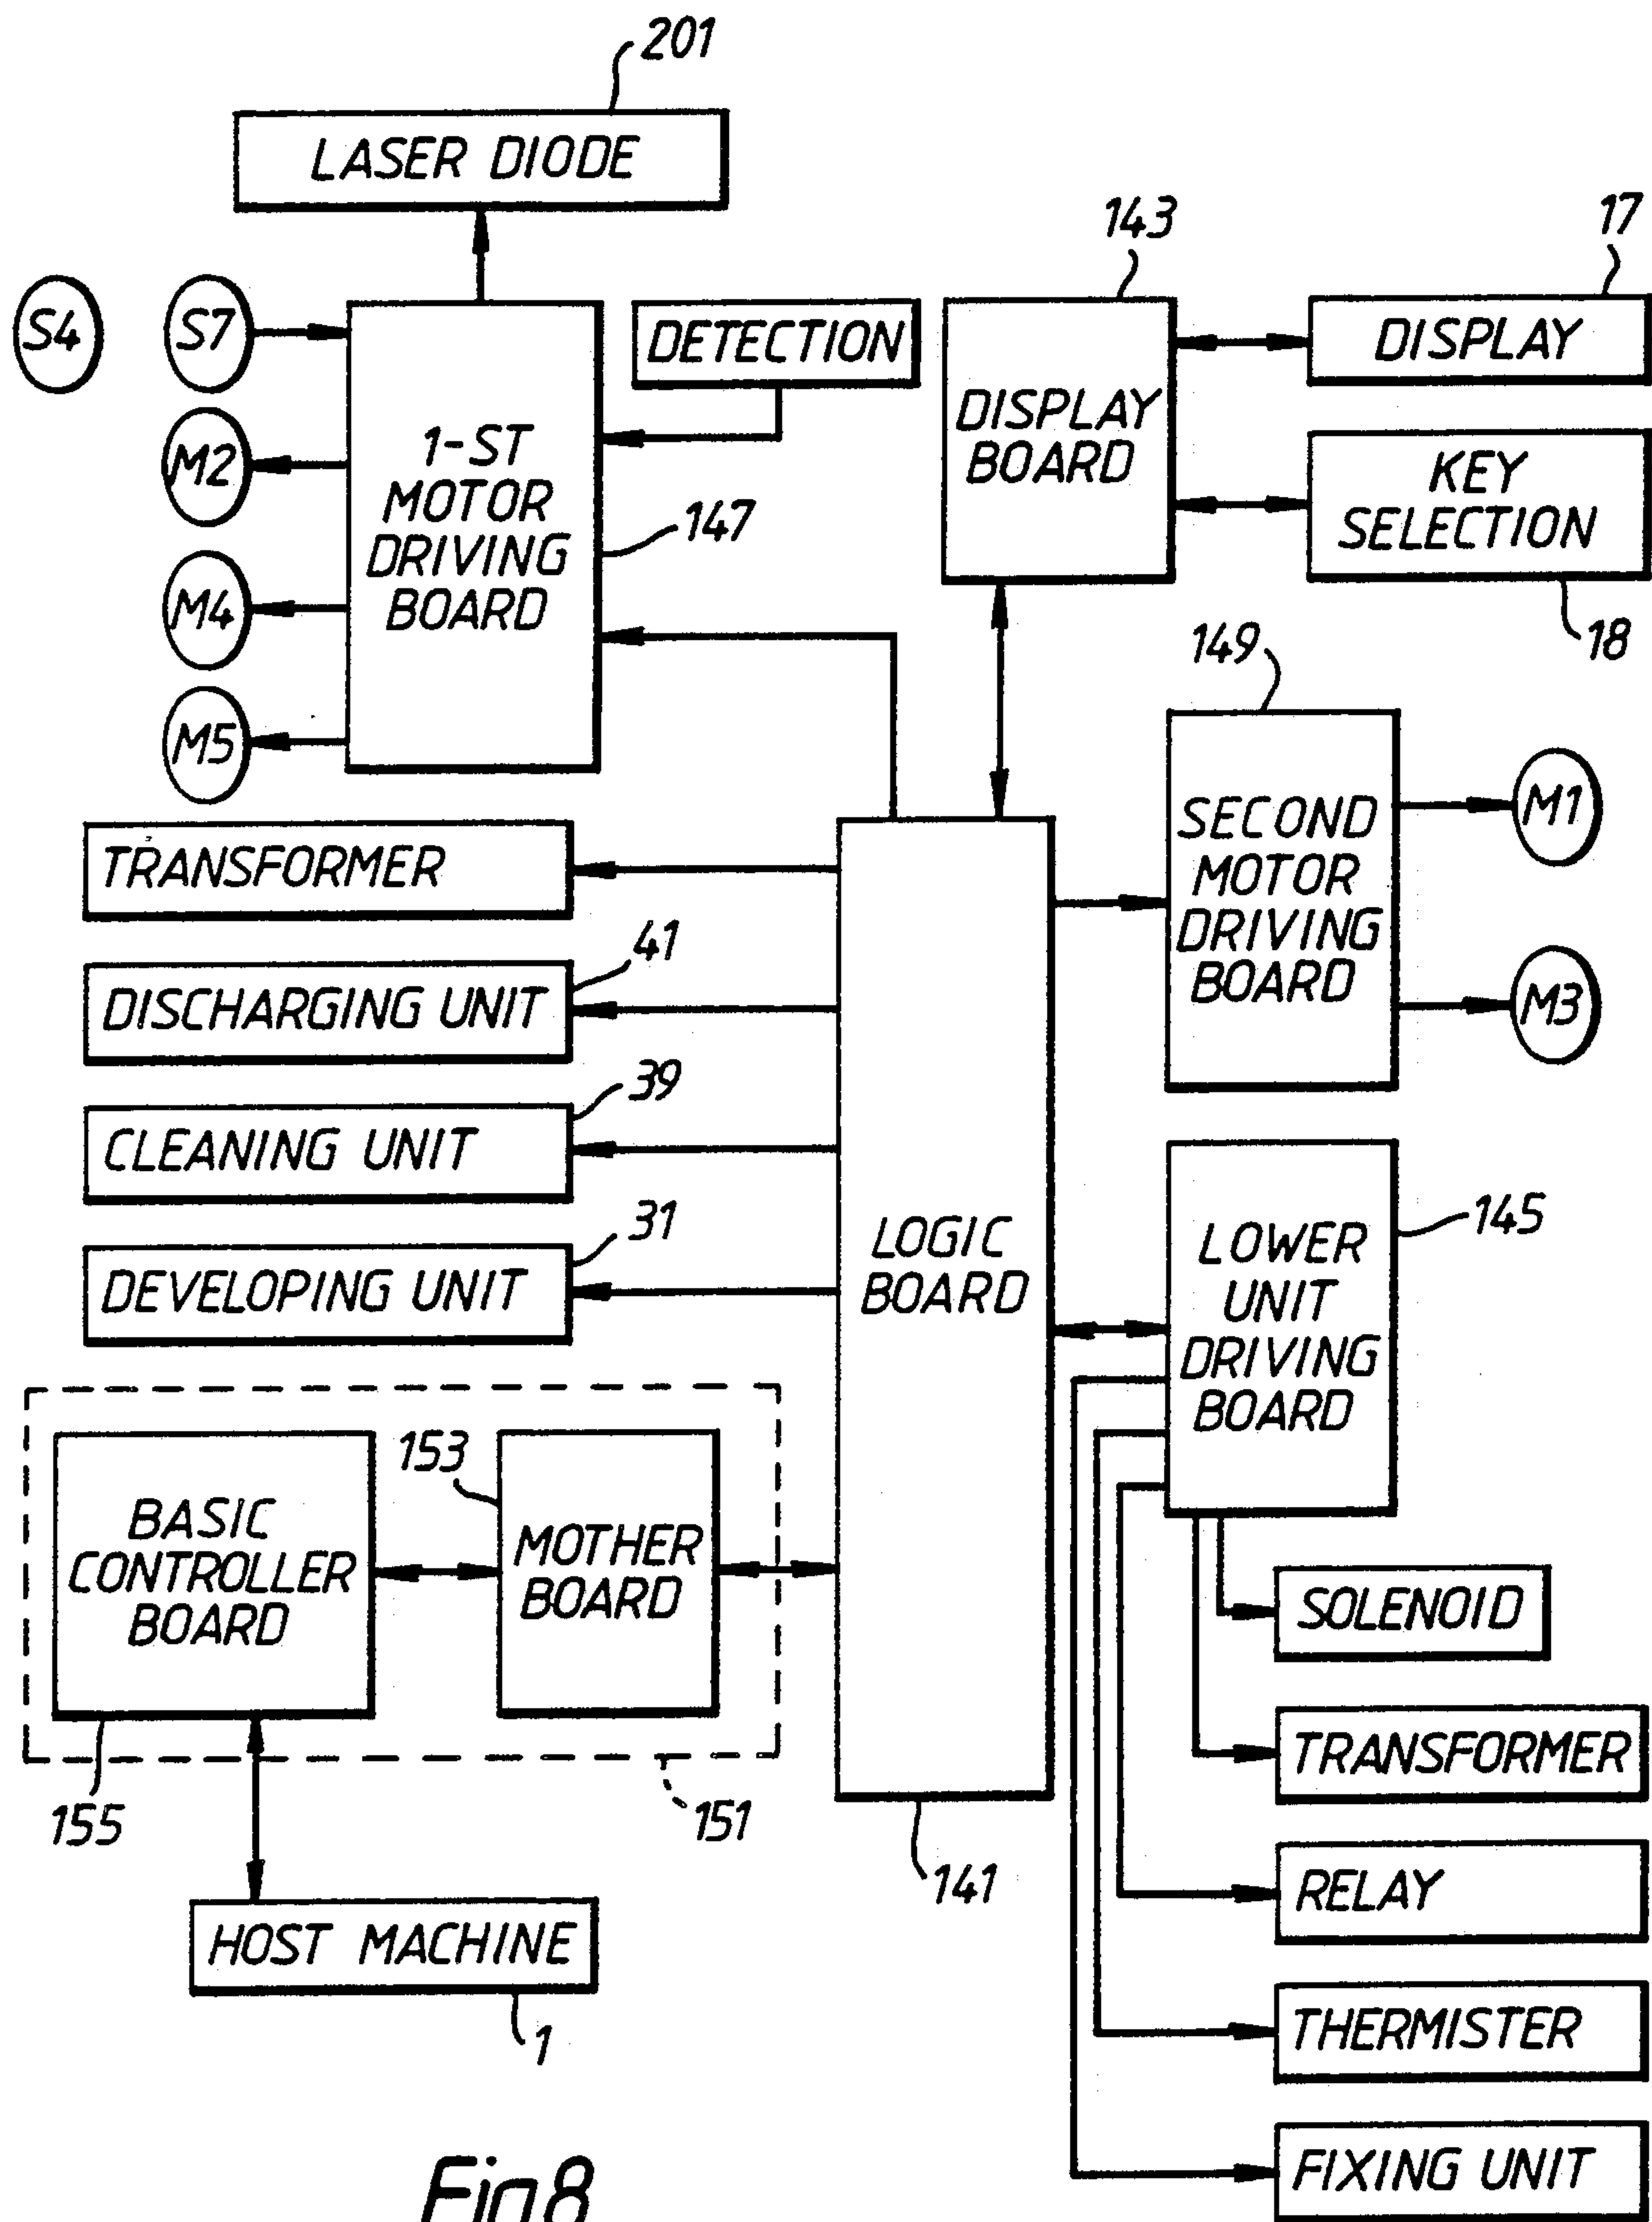 201
LASER DIODE
143
17
S4
S7
DETECTION
DISPLAY
DISPLAY
BOARD
M2
1-ST
MOTOR
DRIVING
BOARD
147
KEY
SELECTION
M4
18
149
M5
SECOND
MOTOR
DRIVING
BOARD
M1
M3
TRANSFORMER
41
DISCHARGING UNIT
39
CLEANING UNIT
31
DEVELOPING UNIT
LOGIC
BOARD
145
LOWER
UNIT
DRIVING
BOARD
153
BASIC
CONTROLLER
BOARD
MOTHER
BOARD
SOLENOID
155
151
TRANSFORMER
141
RELAY
HOST MACHINE
1
THERMISTER
FIXING UNIT
Fig 8